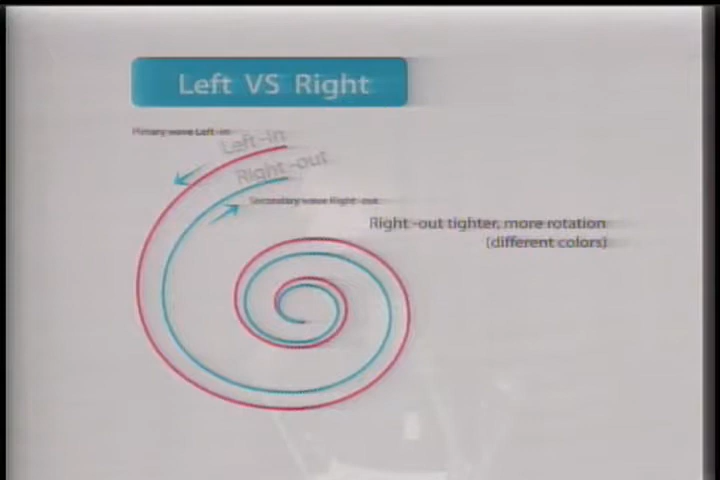 Left VS Right
Primary wave Left-in
Left-in
Right-out
Secondary wave Right-out
Right-out tighter, more rotation
(different colors)